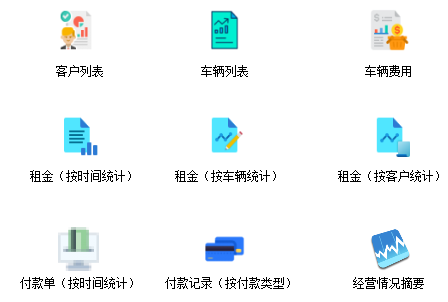 客户列表
车辆列表
车辆费用
租金（按时间统计）
租金（按车辆统计）
租金（按客户统计）
付款单（按时间统计）
付款记录（按付款类型）
经营情况摘要